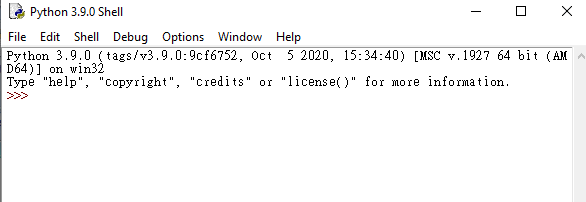 Python 3.9.0 Shell
File Edit Shell Debug Options Window Help
Python 3.9.0 (tags/v3.9.0:9cf6752, Oct  5 2020, 15:34:40) [MSC v.1927 64 bit (AM
D64)] on win32
Type "help", "copyright", "credits" or "license()" for more information.
>>>